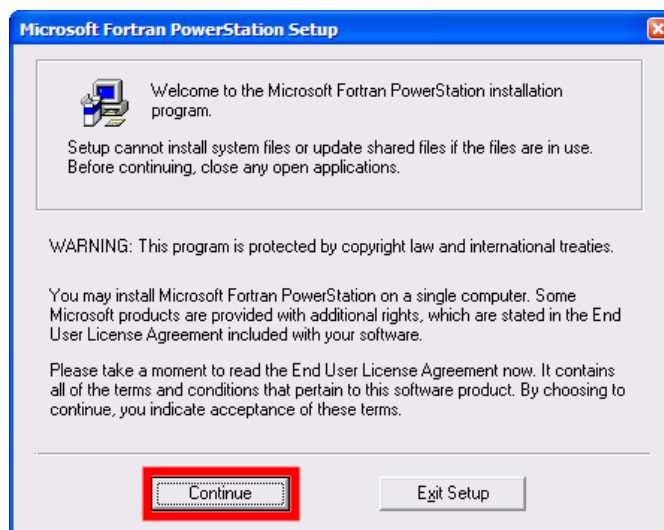 Microsoft Fortran PowerStation Setup
Welcome to the Microsoft Fortran PowerStation installation
program.
Setup cannot install system files or update shared files if the files are in use.
Before continuing, close any open applications.
WARNING: This program is protected by copyright law and international treaties.
You may install Microsoft Fortran PowerStation on a single computer. Some
Microsoft products are provided with additional rights, which are stated in the End
User License Agreement included with your software.
Please take a moment to read the End User License Agreement now. It contains
all of the terms and conditions that pertain to this software product. By choosing to
continue, you indicate acceptance of these terms.
Continue
Exit Setup